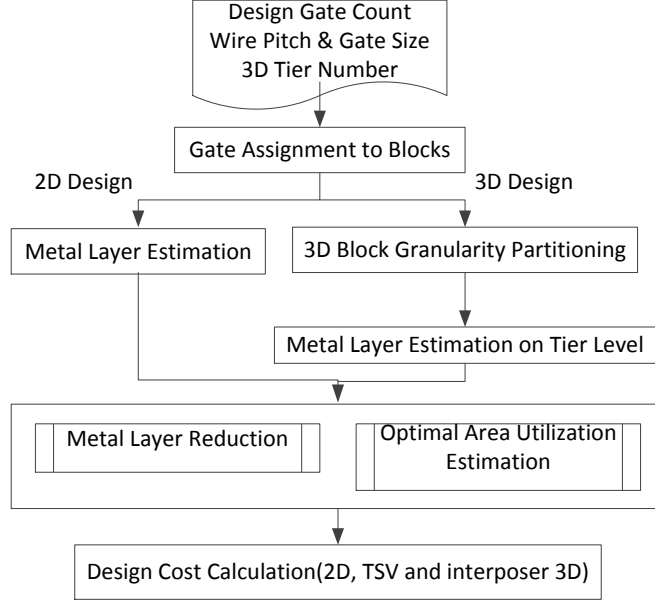 Design Gate Count
Wire Pitch & Gate Size
3D Tier Number
Gate Assignment to Blocks
2D Design
3D Design
Metal Layer Estimation
3D Block Granularity Partitioning
Metal Layer Estimation on Tier Level
Metal Layer Reduction
Optimal Area Utilization
Estimation
Design Cost Calculation(2D, TSV and interposer 3D)